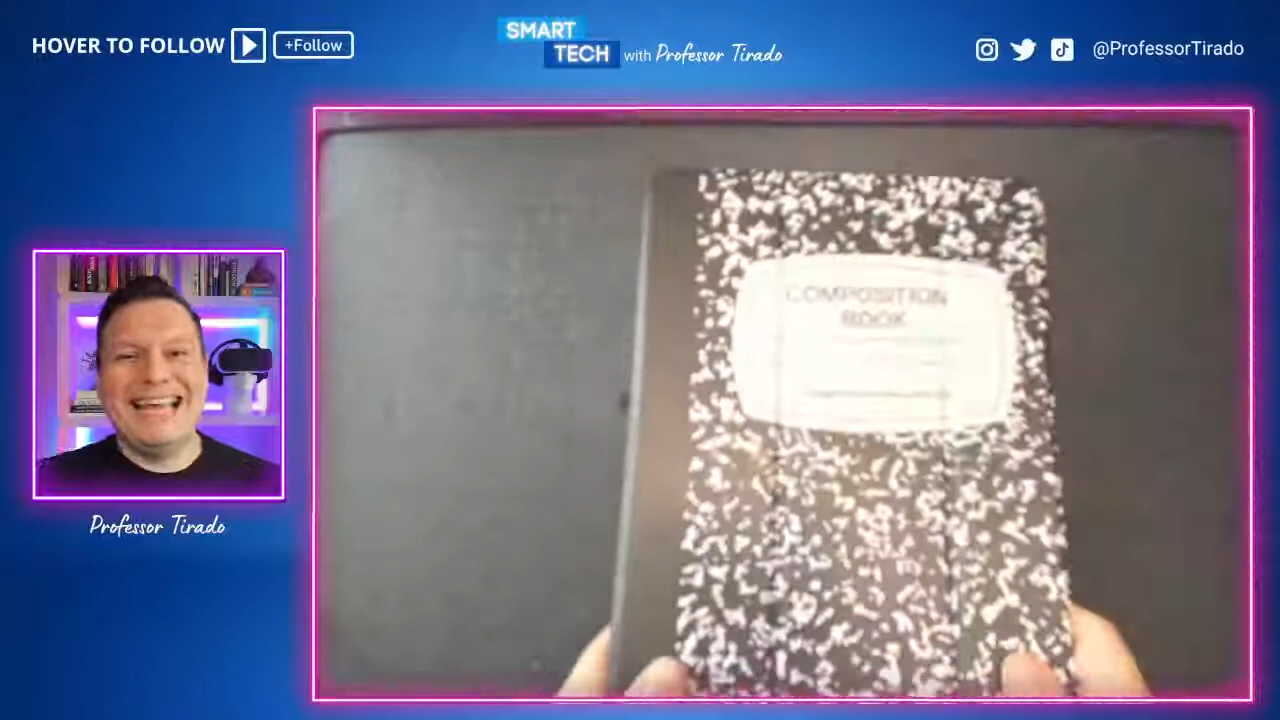 HOVER TO FOLLOW
+Follow
SMART
TECH with Professor Tirado
@ProfessorTirado
COMPOSITION
BOOK
Professor Tirado